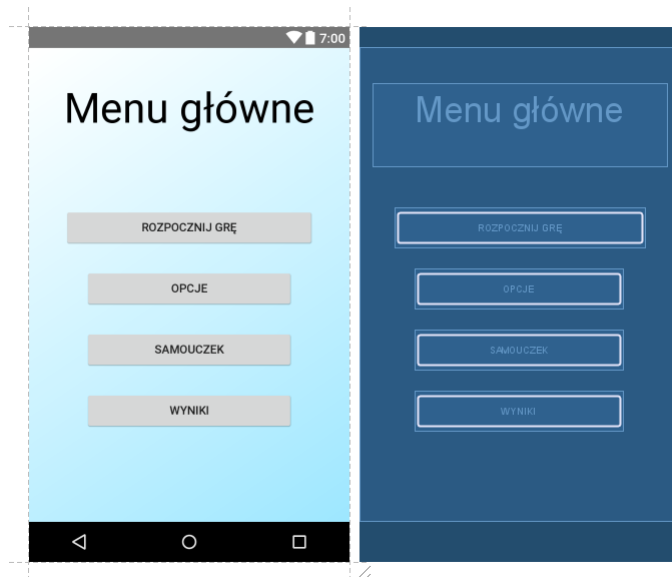 7:00
Menu główne
ROZPOCZNIJ GRĘ
OPCJE
SAMOUCZEK
WYNIKI
Menu główne
ROZPOCZNIJ GRĘ
OPCJE
SAMOUCZEK
WYNIKI